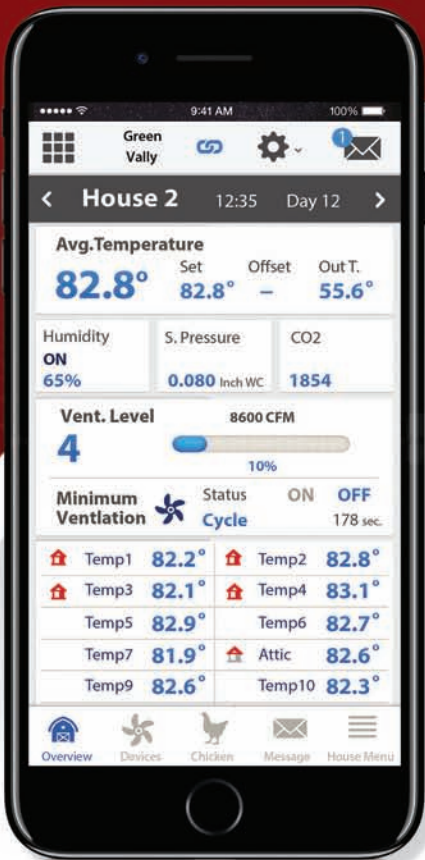 9:41 AM
100%
Green
Vally
1
House 2
12:35
Day 12
Avg.Temperature
82.8°
Set
82.8°
Offset
–
Out T.
55.6°
Humidity
ON
65%
S. Pressure
0.080 Inch WC
CO2
1854
Vent. Level
4
8600 CFM
10%
Minimum
Ventlation
Status
Cycle
ON
OFF
178 sec.
Temp1 82.2° Temp2 82.8°
Temp3 82.1° Temp4 83.1°
Temp5 82.9° Temp6 82.7°
Temp7 81.9° Attic 82.6°
Temp9 82.6° Temp10 82.3°
Overview Devices Chicken Message House Menu